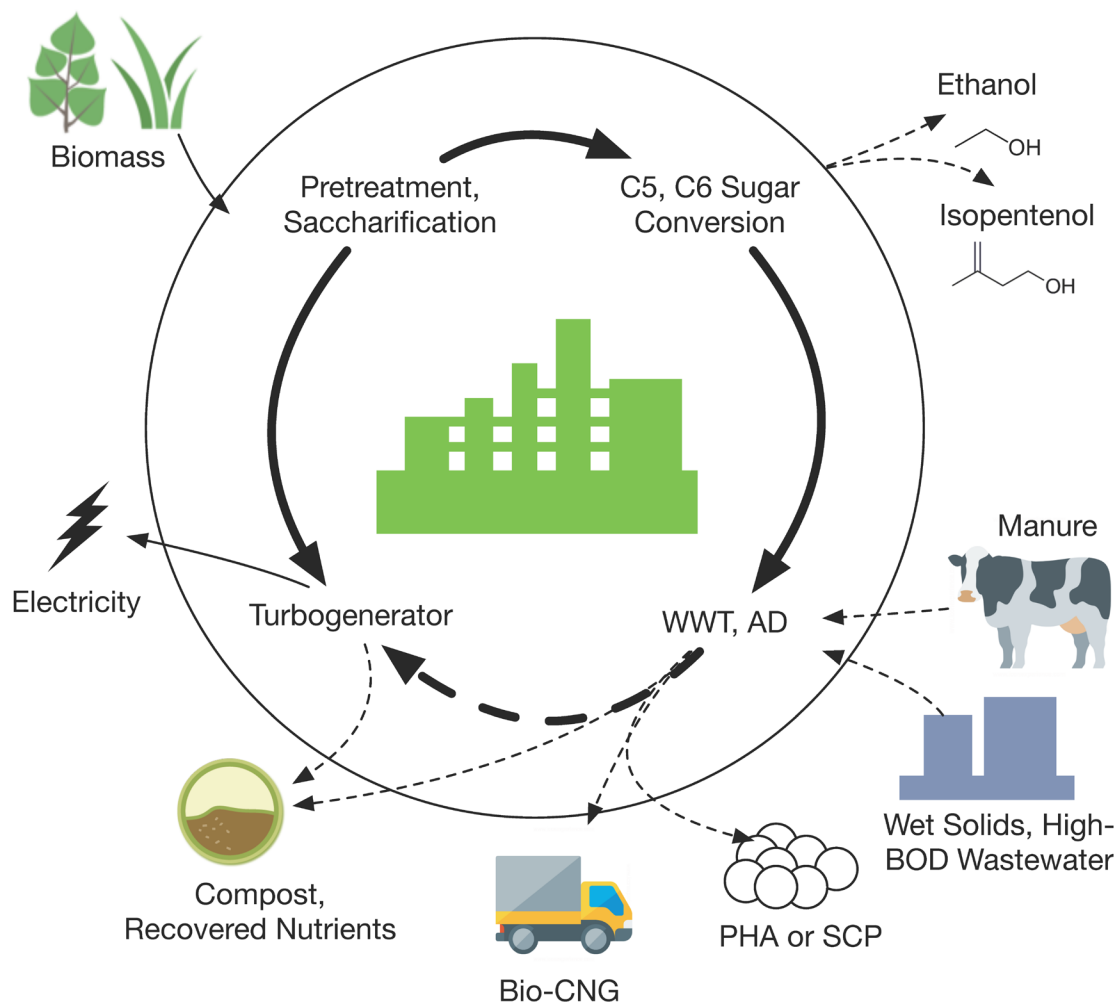 Biomass
Pretreatment,
Saccharification
C5, C6 Sugar
Conversion
Ethanol
OH
Isopentenol
OH
Electricity
Turbogenerator
WWT, AD
Manure
Wet Solids, High-
BOD Wastewater
Compost,
Recovered Nutrients
Bio-CNG
PHA or SCP